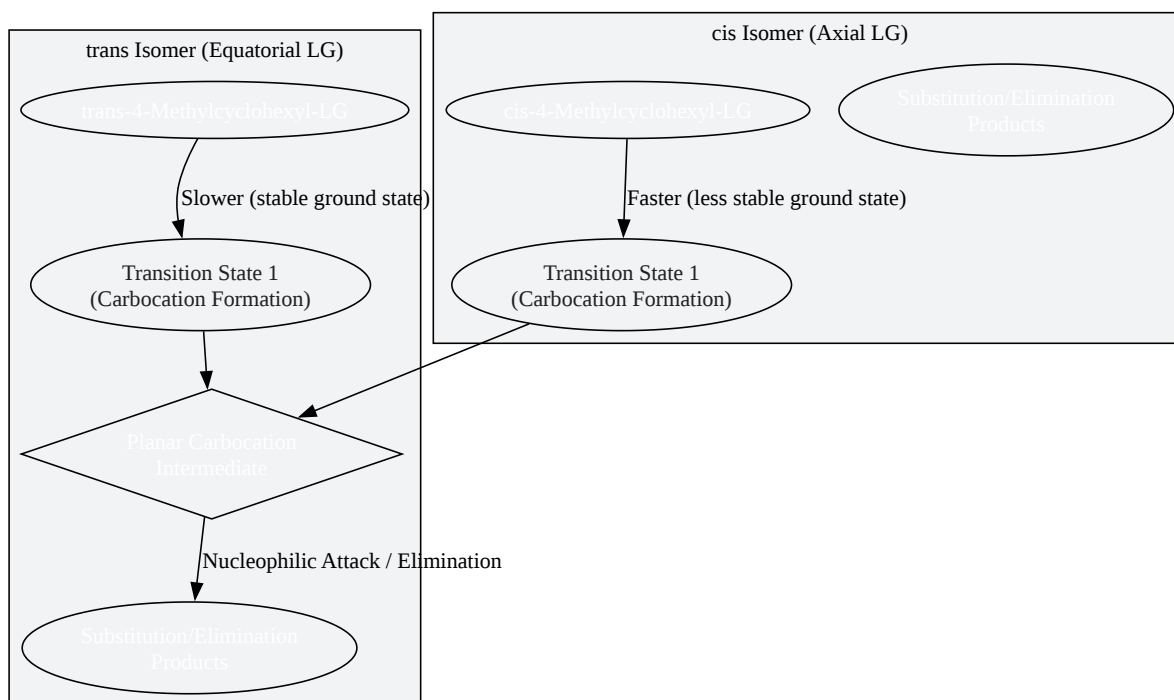 trans Isomer (Equatorial LG)
trans-4-Methylcyclohexyl-LG
Slower (stable ground state)
Transition State 1
(Carbocation Formation)
Planar Carbocation
Intermediate
Nucleophilic Attack / Elimination
Substitution/Elimination
Products
cis Isomer (Axial LG)
cis-4-Methylcyclohexyl-LG
Substitution/Elimination
Products
Faster (less stable ground state)
Transition State 1
(Carbocation Formation)